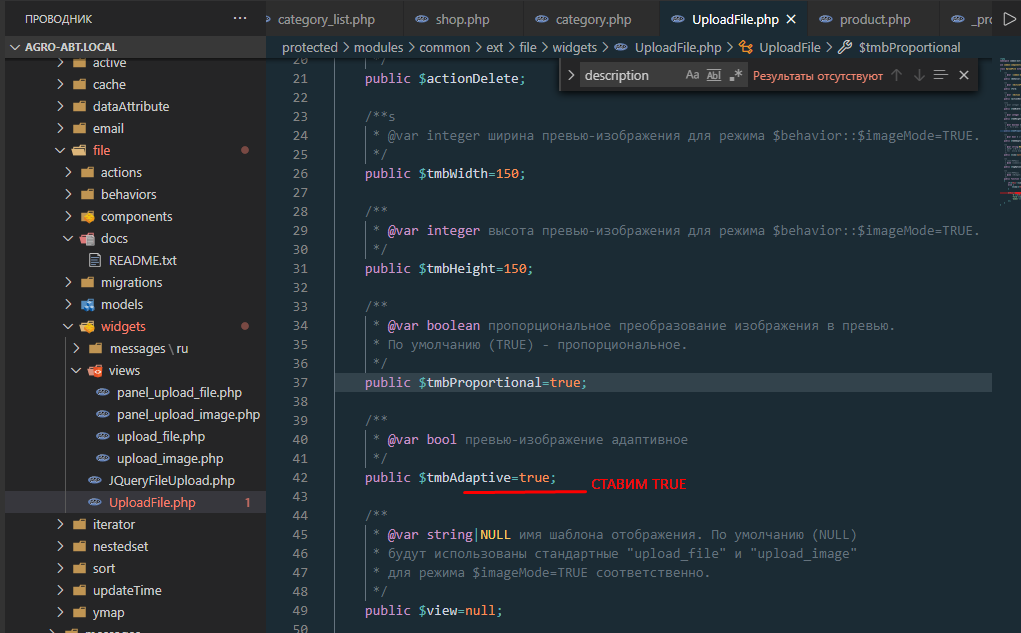 ПРОВОДНИК
···
category_list.php
shop.php
category.php
UploadFile.php
product.php
AGRO-ABT.LOCAL
protected > modules > common > ext > file > widgets > UploadFile.php > UploadFile > $tmbProportional
description
Aa Abl .*
Результаты отсутствуют
active
cache
dataAttribute
email
file
actions
behaviors
components
docs
README.txt
migrations
models
widgets
messages \ ru
views
panel_upload_file.php
panel_upload_image.php
upload_file.php
upload_image.php
JQueryFileUpload.php
UploadFile.php 1
iterator
nestedset
sort
updateTime
ymap
20 */
21 public $actionDelete;
22
23 /**s
24 * @var integer ширина превью-изображения для режима $behavior::$imageMode=TRUE.
25 */
26 public $tmbWidth=150;
27
28 /**
29 * @var integer высота превью-изображения для режима $behavior::$imageMode=TRUE.
30 */
31 public $tmbHeight=150;
32
33 /**
34 * @var boolean пропорциональное преобразование изображения в превью.
35 * По умолчанию (TRUE) - пропорциональное.
36 */
37 public $tmbProportional=true;
38
39 /**
40 * @var bool превью-изображение адаптивное
41 */
42 public $tmbAdaptive=true; СТАВИМ TRUE
43
44 /**
45 * @var string|NULL имя шаблона отображения. По умолчанию (NULL)
46 * будут использованы стандартные "upload_file" и "upload_image"
47 * для режима $imageMode=TRUE соответственно.
48 */
49 public $view=null;
50